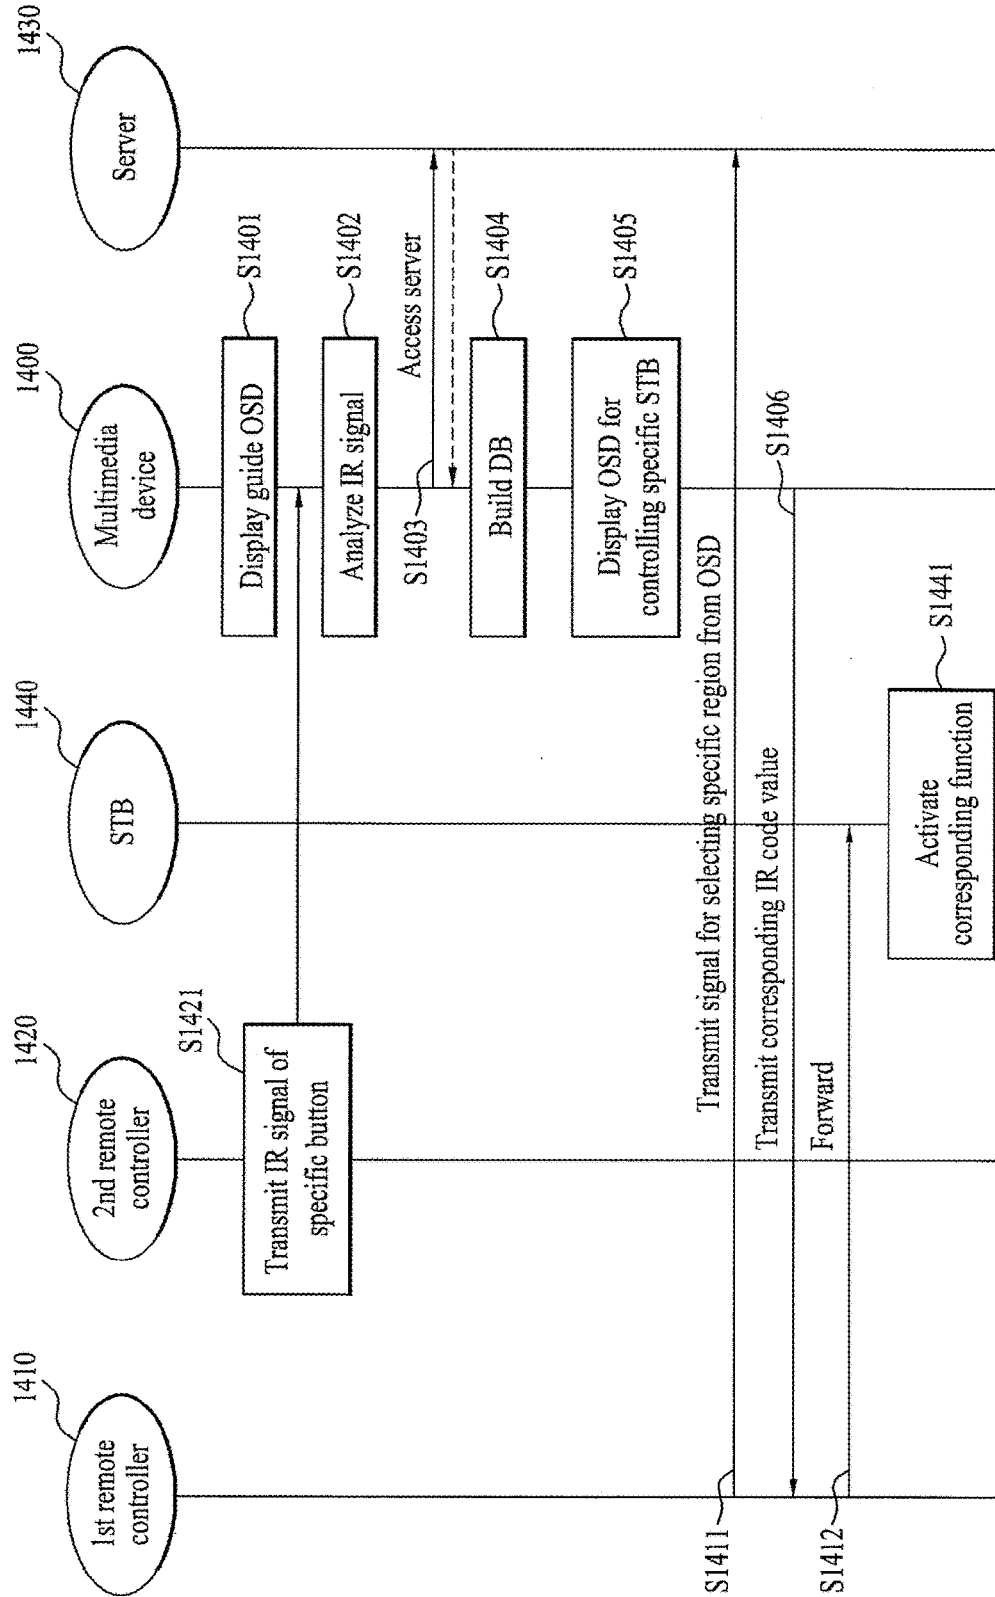 1410
1420
1440
1400
1430
1st remote
controller
2nd remote
controller
STB
Multimedia
device
Server
Display guide OSD
S1401
S1421
Transmit IR signal of
specific button
Analyze IR signal
S1402
S1403
Access server
Build DB
S1404
Display OSD for
controlling specific STB
S1405
S1411
Transmit signal for selecting specific region from OSD
Transmit corresponding IR code value
S1406
S1412
Forward
Activate
corresponding function
S1441